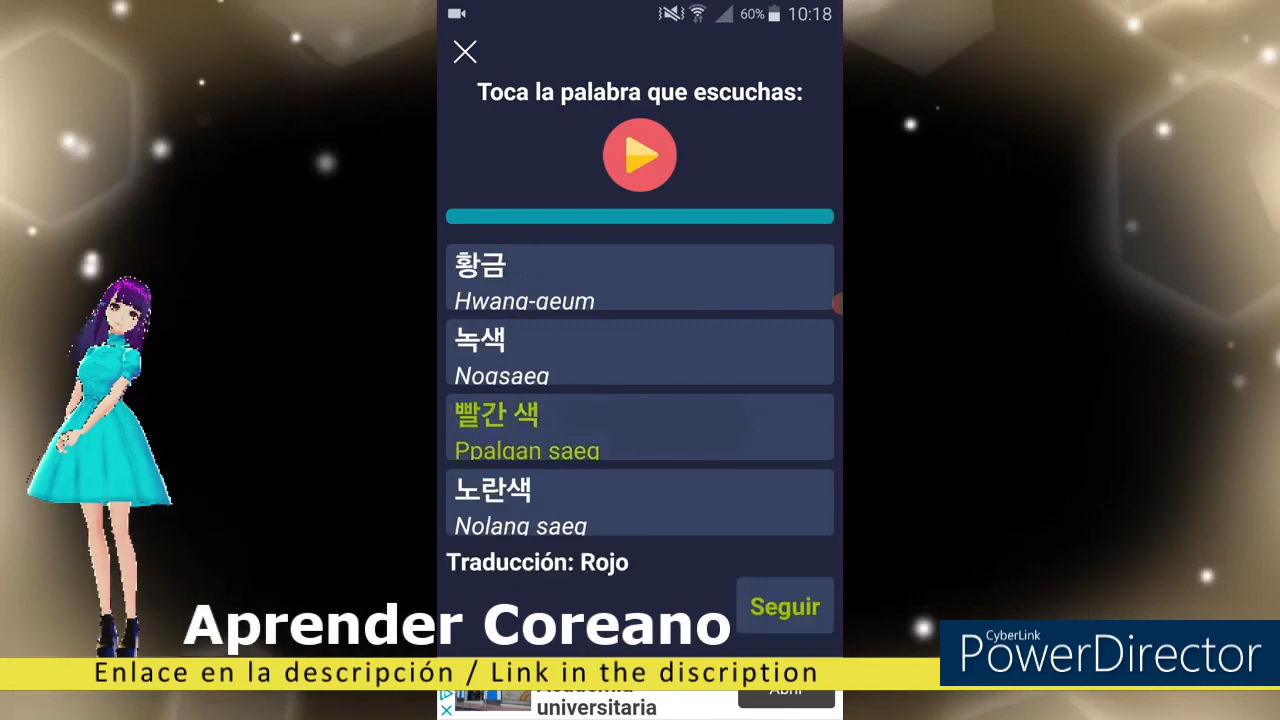 60% 10:18
Toca la palabra que escuchas:
황금
Hwang-geum
녹색
Nogsaeg
빨간 색
Ppalgan saeg
노란색
Nolang saeg
Traducción: Rojo
Seguir
Aprender Coreano
CyberLink
PowerDirector
Enlace en la descripción / Link in the discription
Academia
universitaria
Abrir